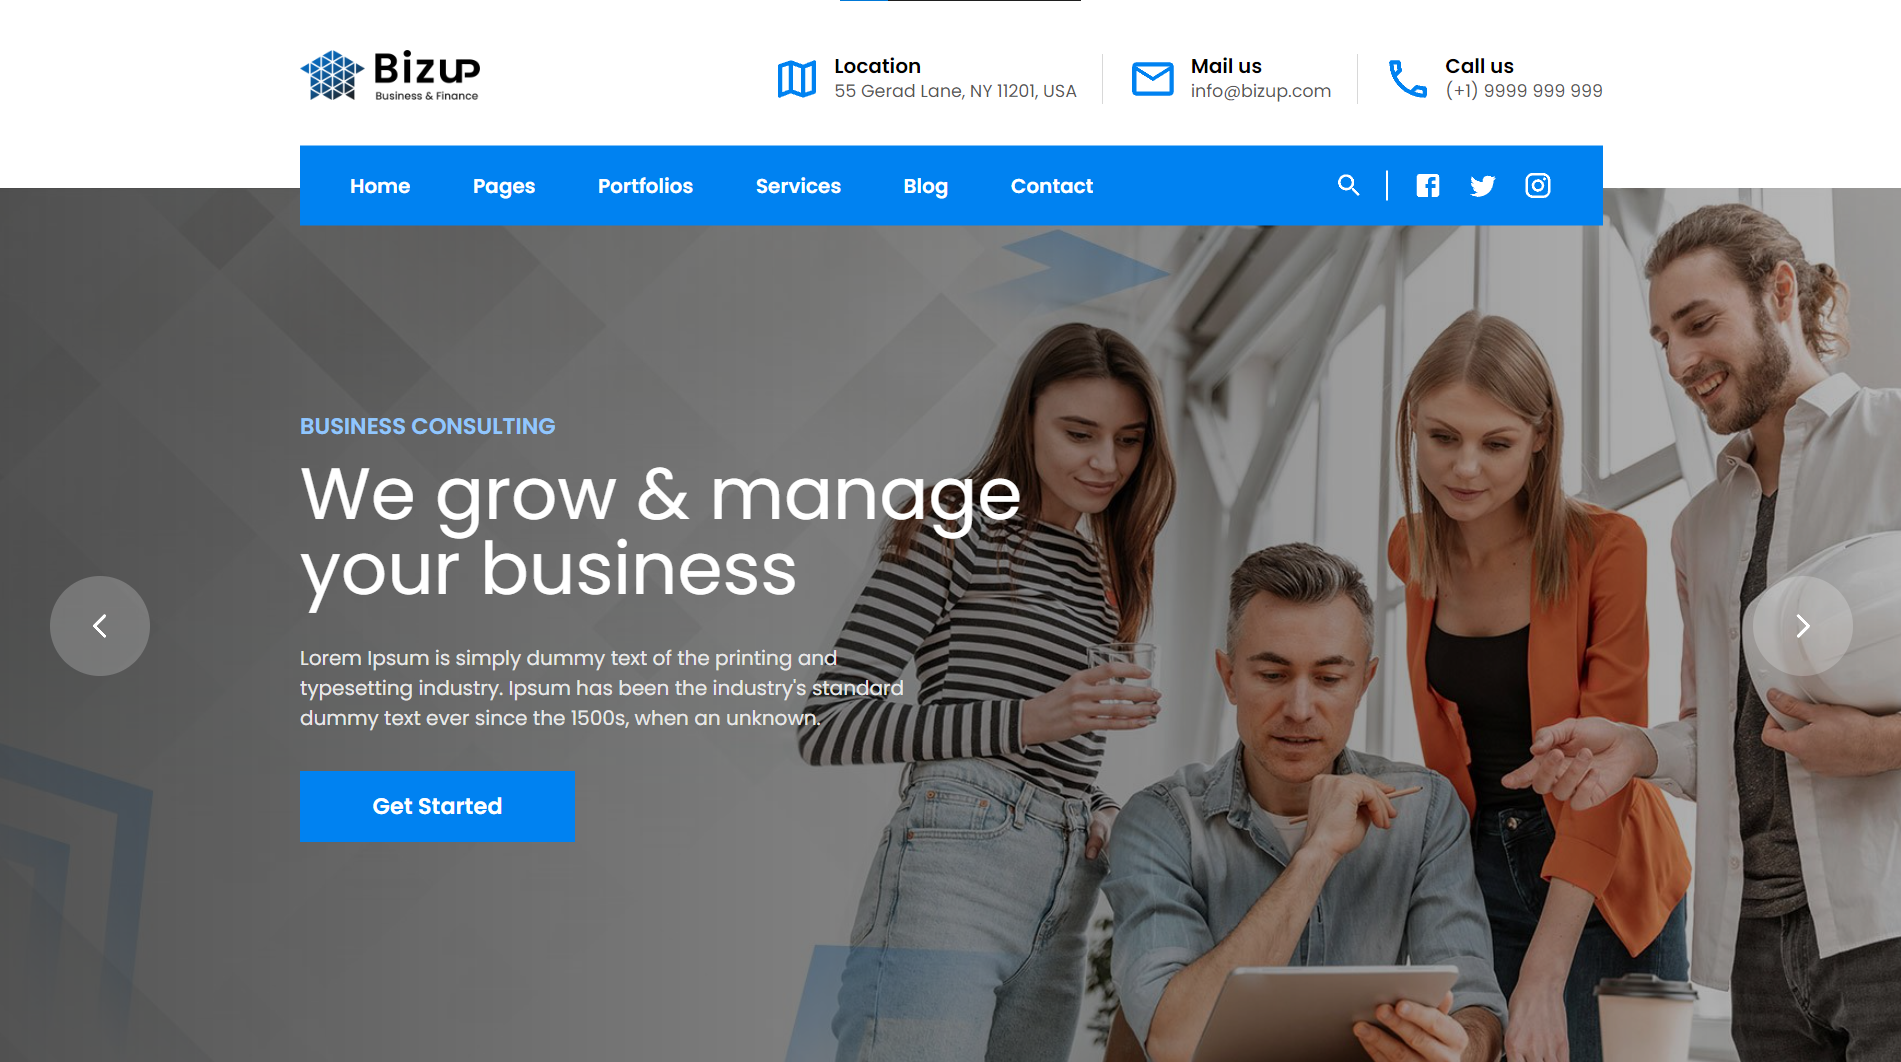 Bizup
Business & Finance
Location
55 Gerad Lane, NY 11201, USA
Mail us
info@bizup.com
Call us
(+1) 9999 999 999
Home
Pages
Portfolios
Services
Blog
Contact
BUSINESS CONSULTING
We grow & manage
your business
Lorem Ipsum is simply dummy text of the printing and
typesetting industry. Ipsum has been the industry's standard
dummy text ever since the 1500s, when an unknown.
Get Started